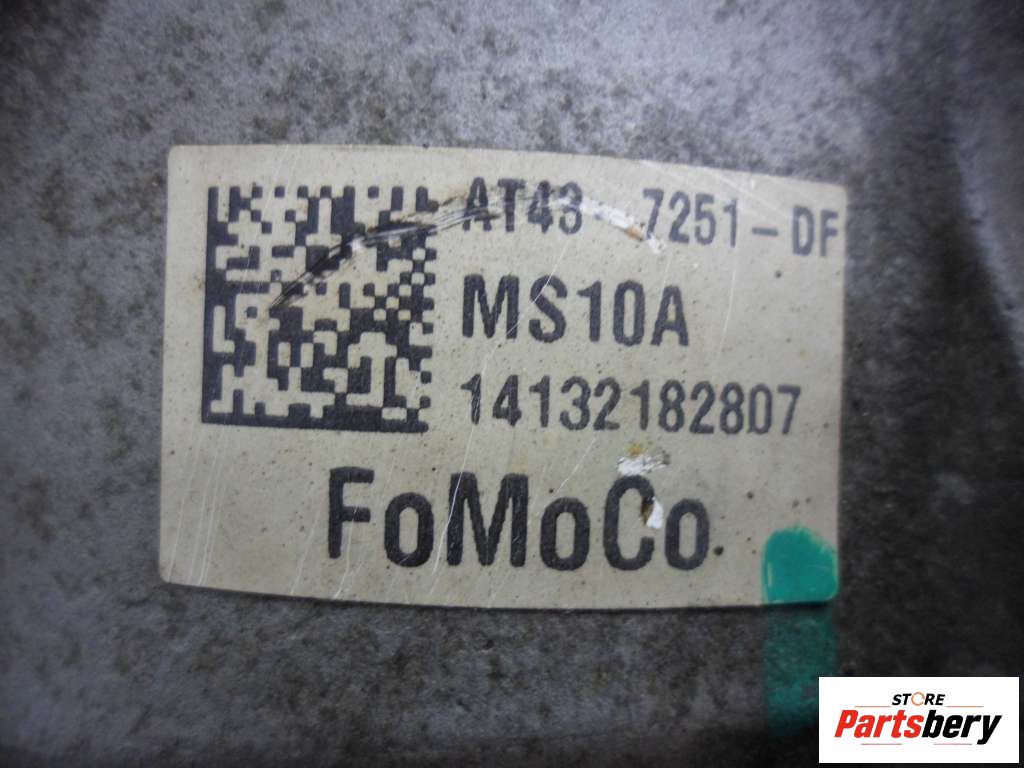 AT43 7251-DF
MS10A
14132182807
FoMoCo
STORE
Partsbery